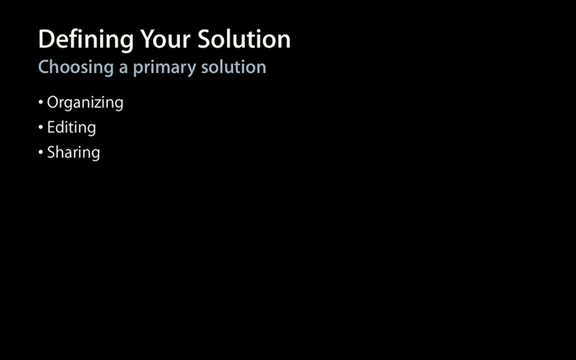 Defining Your Solution
Choosing a primary solution
• Organizing
• Editing
• Sharing